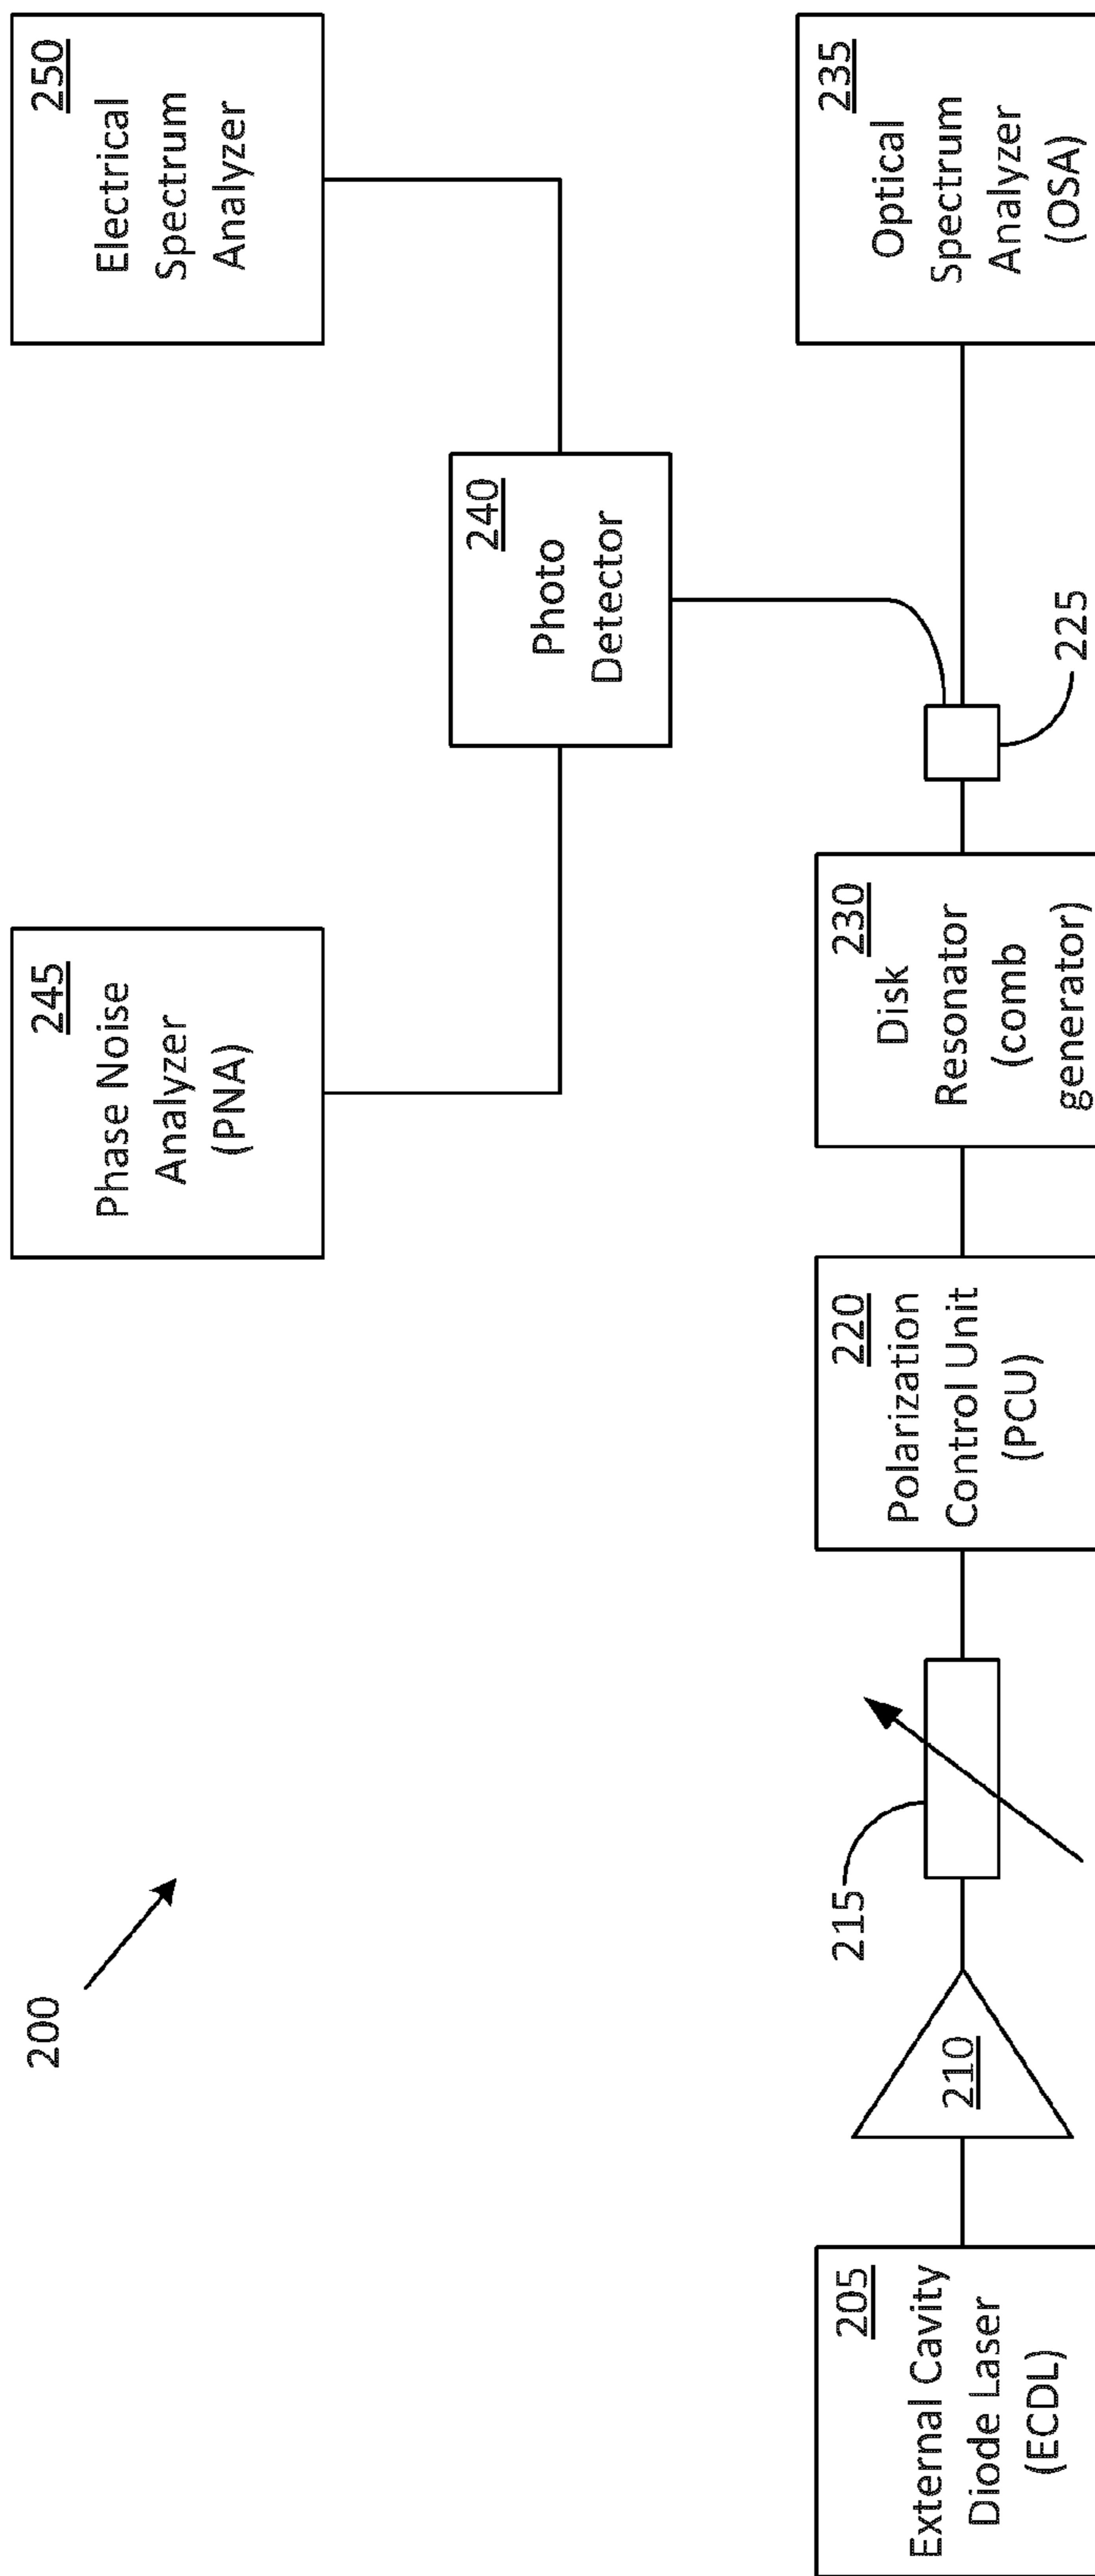 200
245
Phase Noise
Analyzer
(PNA)
250
Electrical
Spectrum
Analyzer
240
Photo
Detector
205
External Cavity
Diode Laser
(ECDL)
210
215
220
Polarization
Control Unit
(PCU)
230
Disk
Resonator
(comb
generator)
225
235
Optical
Spectrum
Analyzer
(OSA)